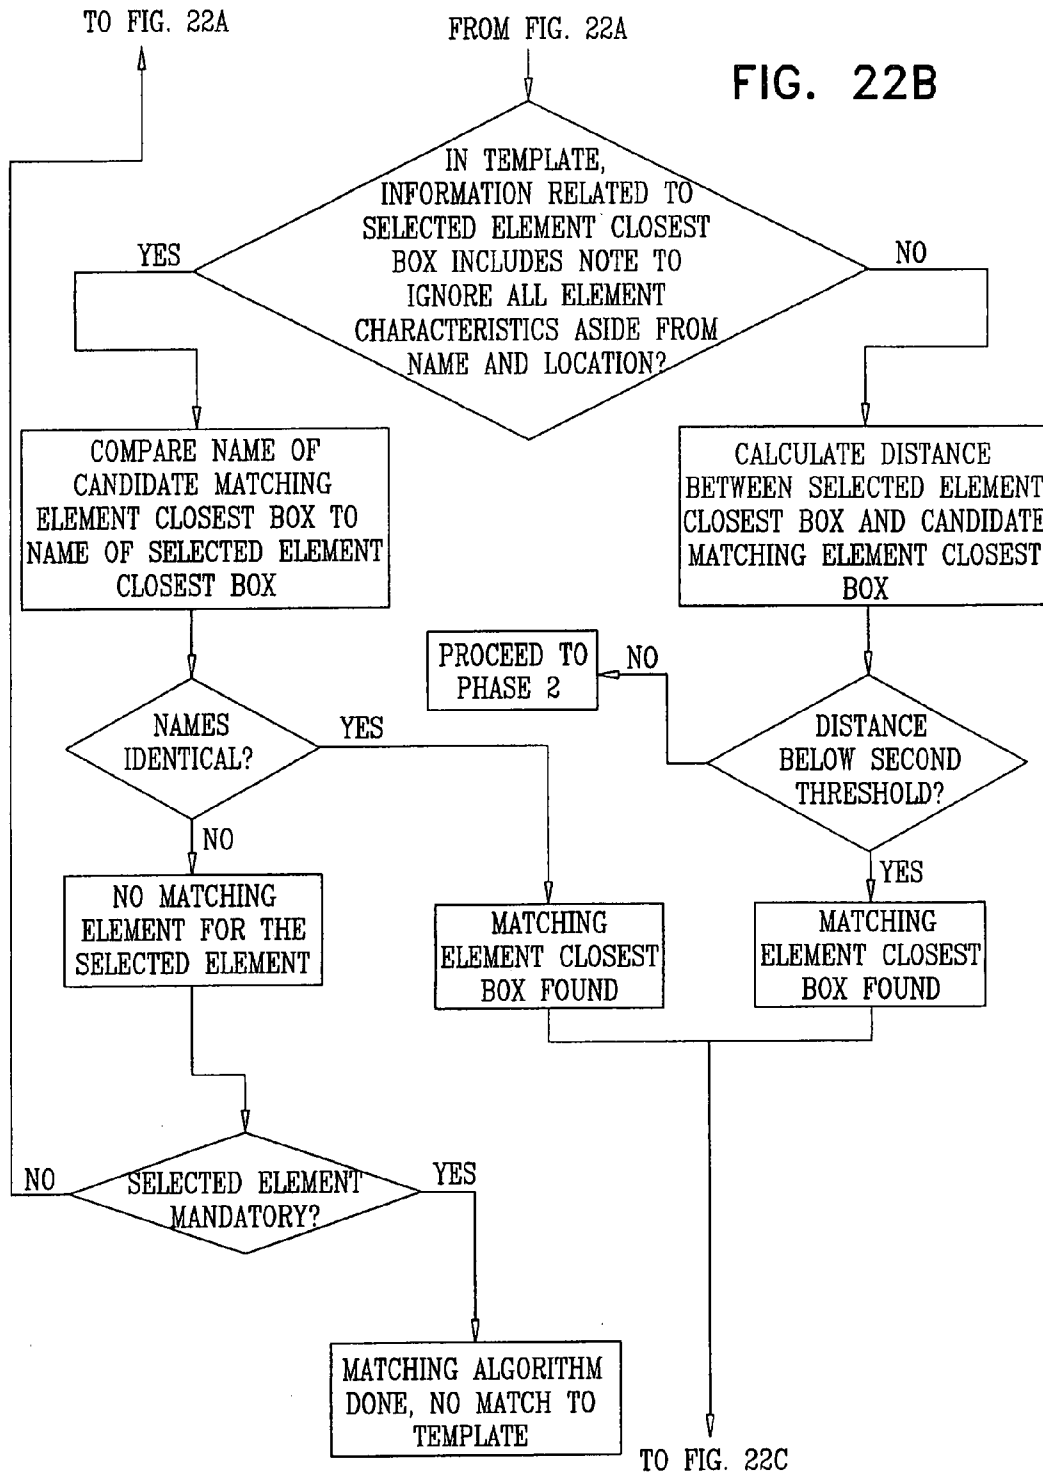 TO FIG. 22A
FROM FIG. 22A
FIG. 22B
IN TEMPLATE,
INFORMATION RELATED TO
SELECTED ELEMENT CLOSEST
BOX INCLUDES NOTE TO
IGNORE ALL ELEMENT
CHARACTERISTICS ASIDE FROM
NAME AND LOCATION?
YES
NO
COMPARE NAME OF
CANDIDATE MATCHING
ELEMENT CLOSEST BOX TO
NAME OF SELECTED ELEMENT
CLOSEST BOX
CALCULATE DISTANCE
BETWEEN SELECTED ELEMENT
CLOSEST BOX AND CANDIDATE
MATCHING ELEMENT CLOSEST
BOX
PROCEED TO
PHASE 2
NO
NAMES
IDENTICAL?
YES
DISTANCE
BELOW SECOND
THRESHOLD?
NO
YES
NO MATCHING
ELEMENT FOR THE
SELECTED ELEMENT
MATCHING
ELEMENT CLOSEST
BOX FOUND
MATCHING
ELEMENT CLOSEST
BOX FOUND
NO
SELECTED ELEMENT
MANDATORY?
YES
MATCHING ALGORITHM
DONE, NO MATCH TO
TEMPLATE
TO FIG. 22C